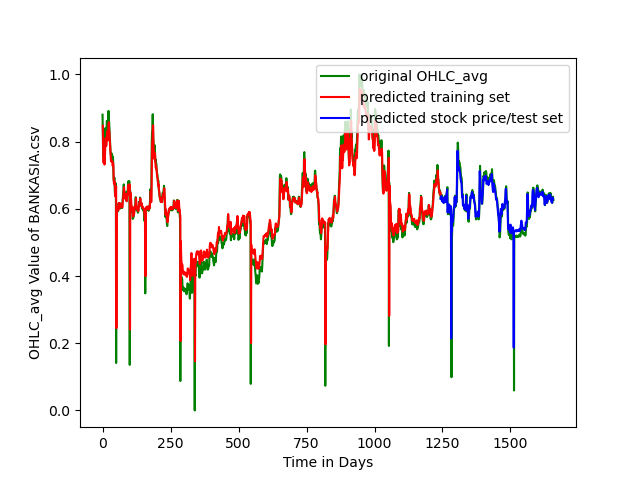 original OHLC_avg
predicted training set
predicted stock price/test set
1.0
0.8
0.6
0.4
0.2
0.0
OHLC_avg Value of BANKASIA.csv
0 250 500 750 1000 1250 1500
Time in Days